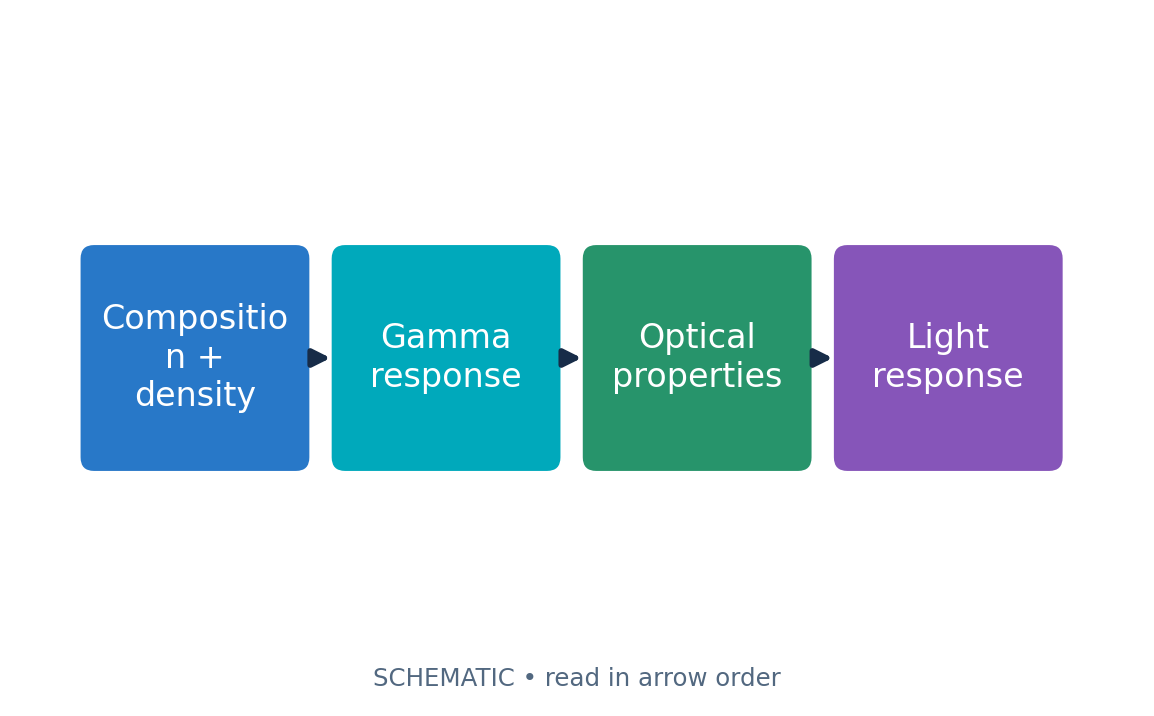 Compositio
n +
density
Gamma
response
Optical
properties
Light
response
SCHEMATIC • read in arrow order